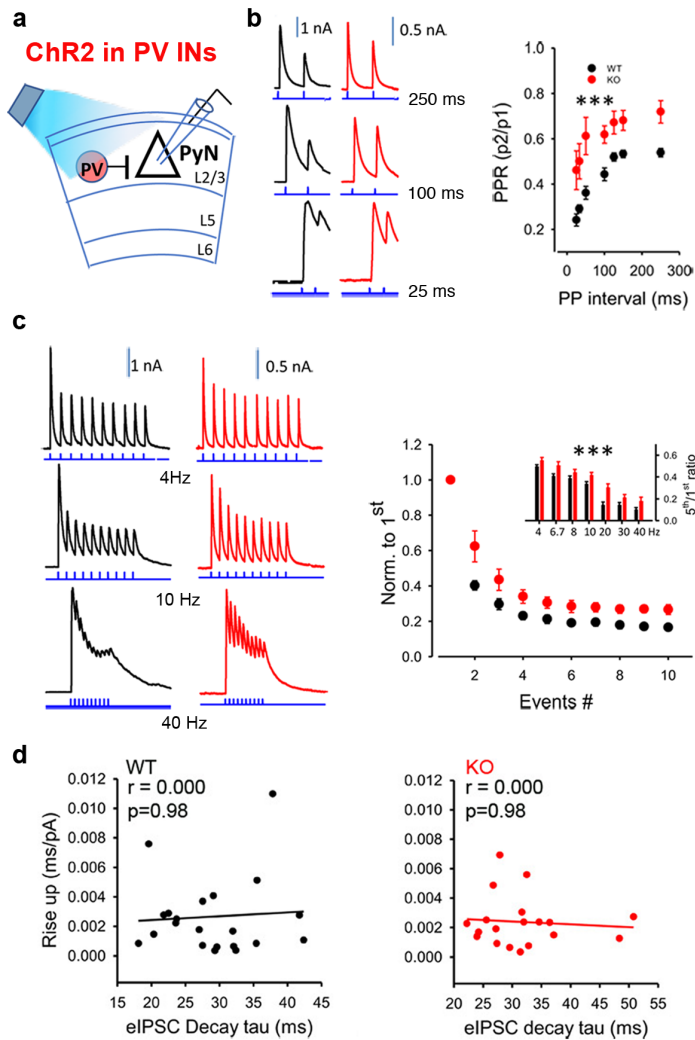 a
ChR2 in PV INs
PV
PyN
L2/3
L5
L6
b
1 nA
0.5 nA.
250 ms
100 ms
25 ms
1.0
0.8
0.6
0.4
0.2
PPR (p2/p1)
WT
KO
***
0 100 200 300
PP interval (ms)
c
1 nA
0.5 nA.
4Hz
10 Hz
40 Hz
1.2
1.0
0.8
0.6
0.4
0.2
0.0
Norm. to 1st
***
0.6
0.4
0.2
0.0
5th/1st ratio
4 6.7 8 10 20 30 40 Hz
2 4 6 8 10
Events #
d
WT
r = 0.000
p=0.98
0.012
0.010
0.008
0.006
0.004
0.002
0.000
Rise up (ms/pA)
15 20 25 30 35 40 45
eIPSC Decay tau (ms)
KO
r = 0.000
p=0.98
0.012
0.010
0.008
0.006
0.004
0.002
0.000
20 25 30 35 40 45 50 55
eIPSC decay tau (ms)